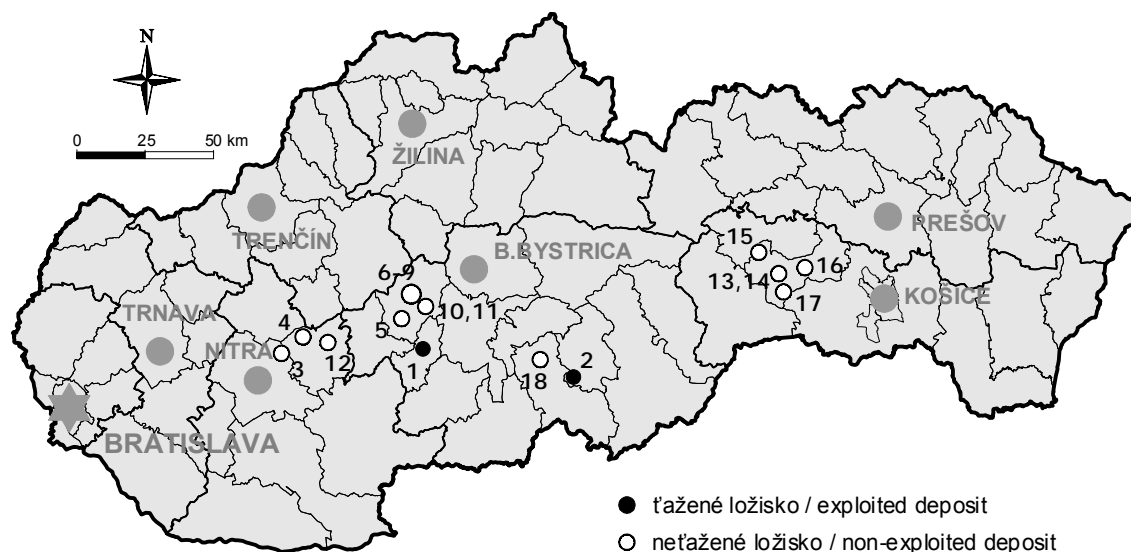 N
0 25 50 km
ŽILINA
TRENČÍN
PREŠOV
B.BYSTRICA
15
16
6-9
13,14
KOŠICE
17
10,11
TRNAVA
4
5
NITRA
12
3
1
2
18
BRATISLAVA
ťažené ložisko / exploited deposit
neťažené ložisko / non-exploited deposit